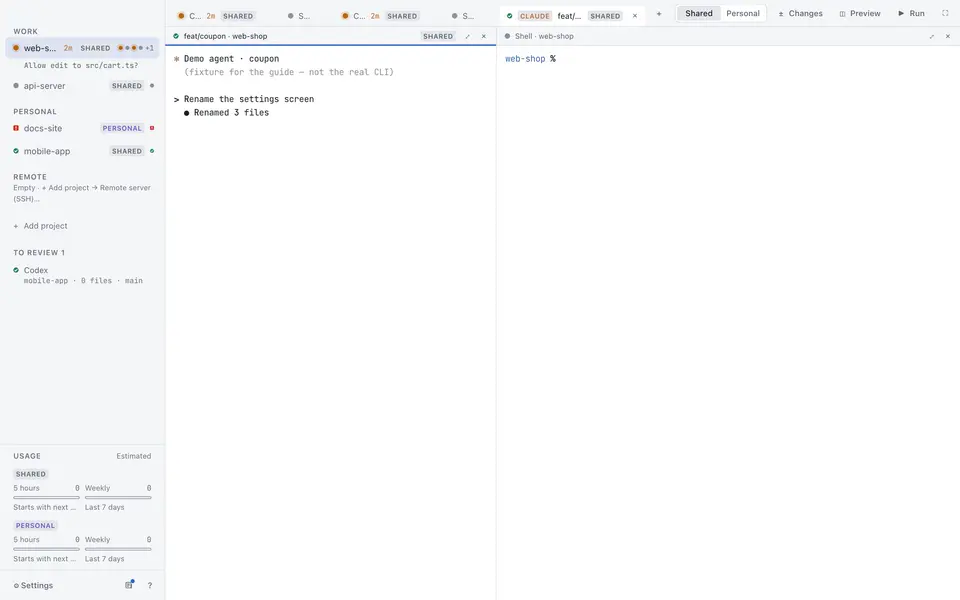 WORK
web-s... 2m SHARED +1
Allow edit to src/cart.ts?
api-server SHARED
PERSONAL
docs-site PERSONAL
mobile-app SHARED
REMOTE
Empty · + Add project → Remote server
(SSH)...
+ Add project
TO REVIEW 1
Codex
mobile-app · 0 files · main
USAGE Estimated
SHARED
5 hours 0 Weekly 0
Starts with next ... Last 7 days
PERSONAL
5 hours 0 Weekly 0
Starts with next ... Last 7 days
Settings ?
C... 2m SHARED S... C... 2m SHARED S... CLAUDE feat/... SHARED × +
Shared Personal ± Changes Preview Run
feat/coupon · web-shop SHARED ×
✻ Demo agent · coupon
(fixture for the guide — not the real CLI)
> Rename the settings screen
● Renamed 3 files
Shell · web-shop ×
web-shop %